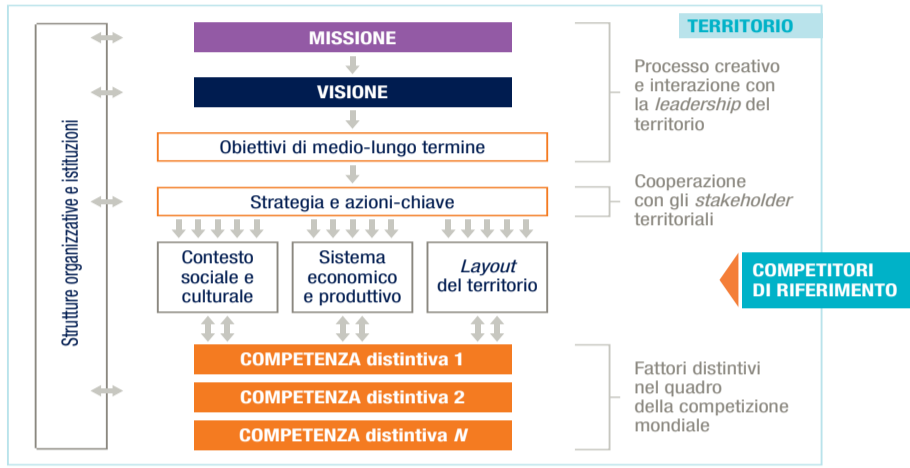 TERRITORIO
Strutture organizzative e istituzioni
MISSIONE
VISIONE
Obiettivi di medio-lungo termine
Strategia e azioni-chiave
Contesto
sociale e
culturale
Sistema
economico
e produttivo
Layout
del territorio
COMPETENZA distintiva 1
COMPETENZA distintiva 2
COMPETENZA distintiva N
Processo creativo
e interazione con
la leadership del
territorio
Cooperazione
con gli stakeholder
territoriali
COMPETITORI
DI RIFERIMENTO
Fattori distintivi
nel quadro
della competizione
mondiale